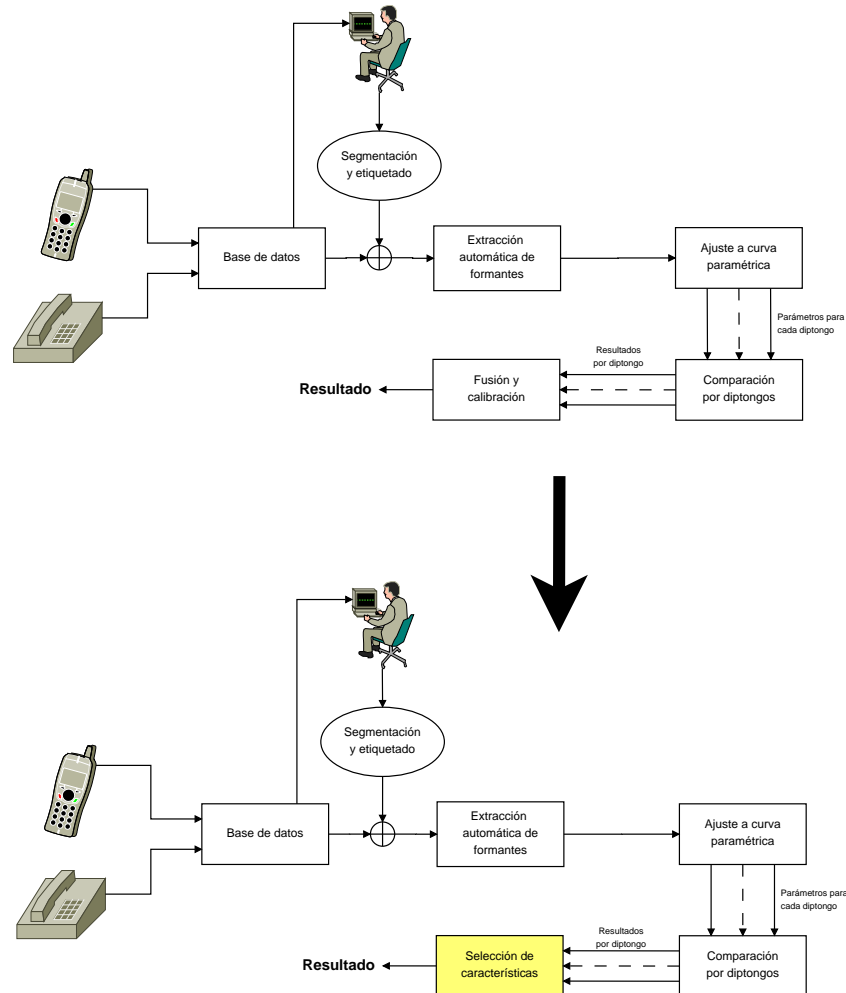 Segmentación
y etiquetado
Base de datos
Extracción
automática de
formantes
Ajuste a curva
paramétrica
Parámetros para
cada diptongo
Resultados
por diptongo
Resultado
Fusión y
calibración
Comparación
por diptongos
Segmentación
y etiquetado
Base de datos
Extracción
automática de
formantes
Ajuste a curva
paramétrica
Parámetros para
cada diptongo
Resultados
por diptongo
Resultado
Selección de
características
Comparación
por diptongos